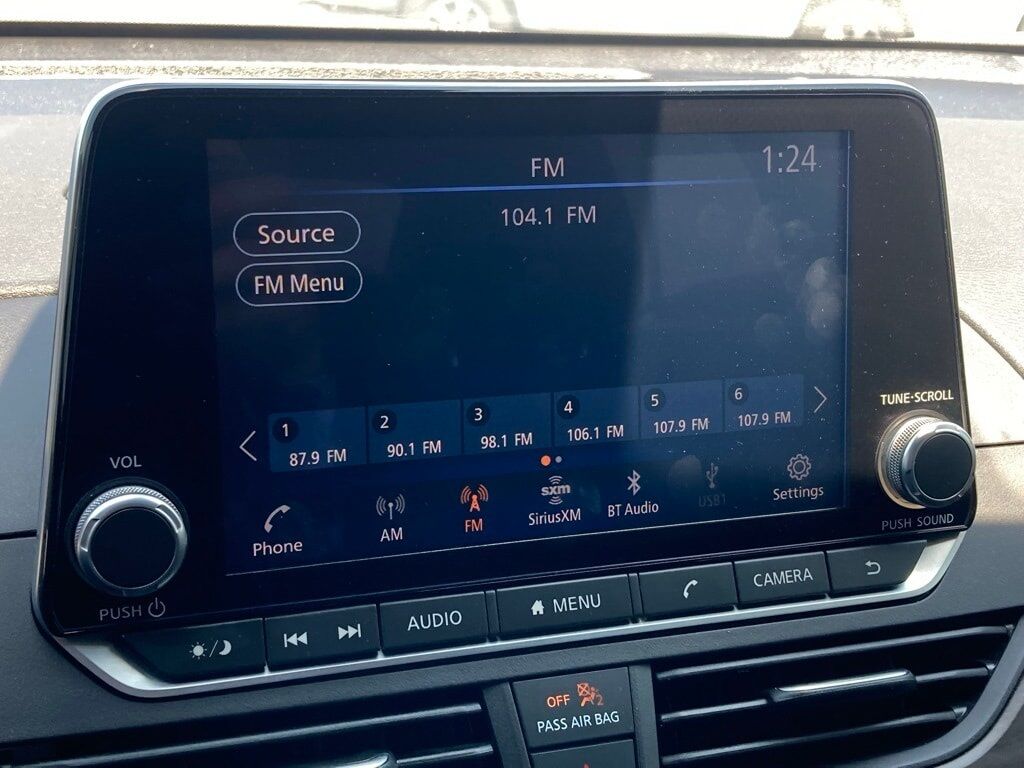 FM
1:24
104.1 FM
Source
FM Menu
1 2 3 4 5 6
87.9 FM 90.1 FM 98.1 FM 106.1 FM 107.9 FM 107.9 FM
TUNE·SCROLL
VOL
Phone
AM
FM
sxm
SiriusXM
BT Audio
USB1
Settings
PUSH SOUND
PUSH
AUDIO
MENU
CAMERA
OFF 2
PASS AIR BAG